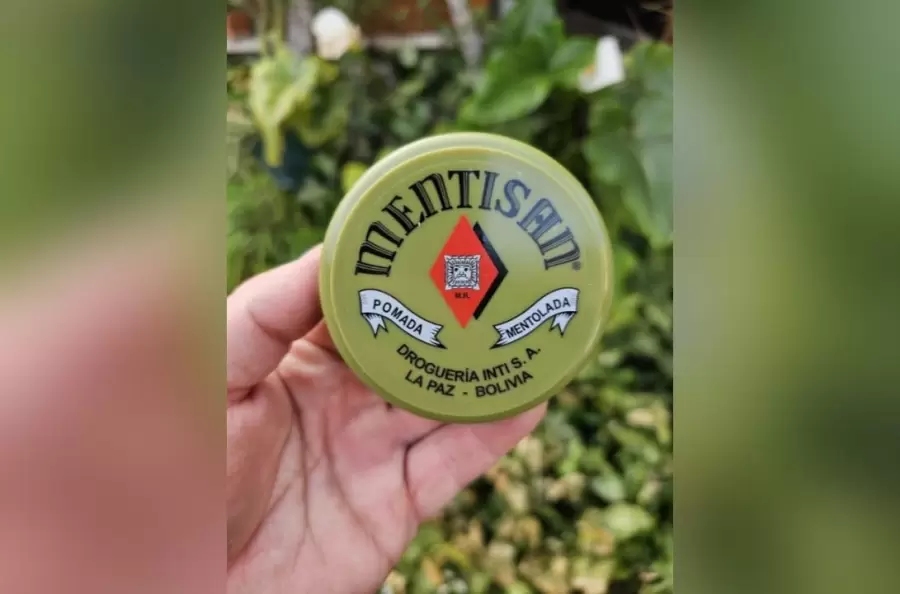 MENTISAN®
M.R.
POMADA
MENTOLADA
DROGUERÍA INTI S. A.
LA PAZ - BOLIVIA